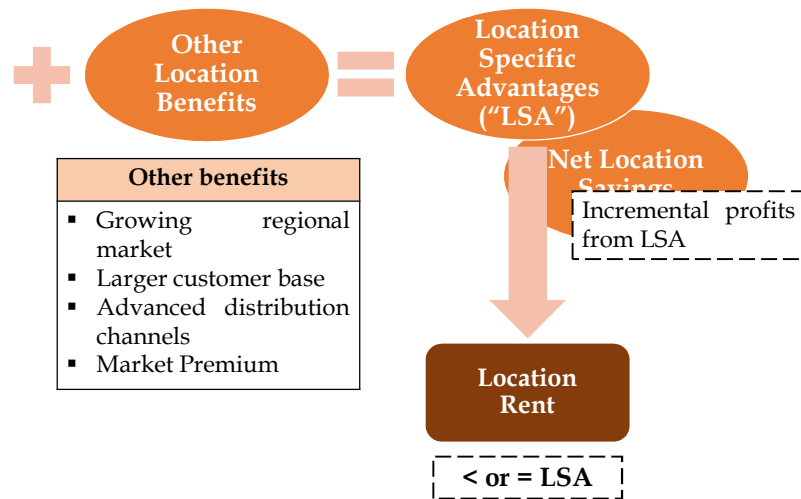 Other
Location
Benefits
Location
Specific
Advantages
(“LSA”)
Net Location
Savings
Incremental profits
from LSA
Other benefits
▪ Growing regional
market
▪ Larger customer base
▪ Advanced distribution
channels
▪ Market Premium
Location
Rent
< or = LSA